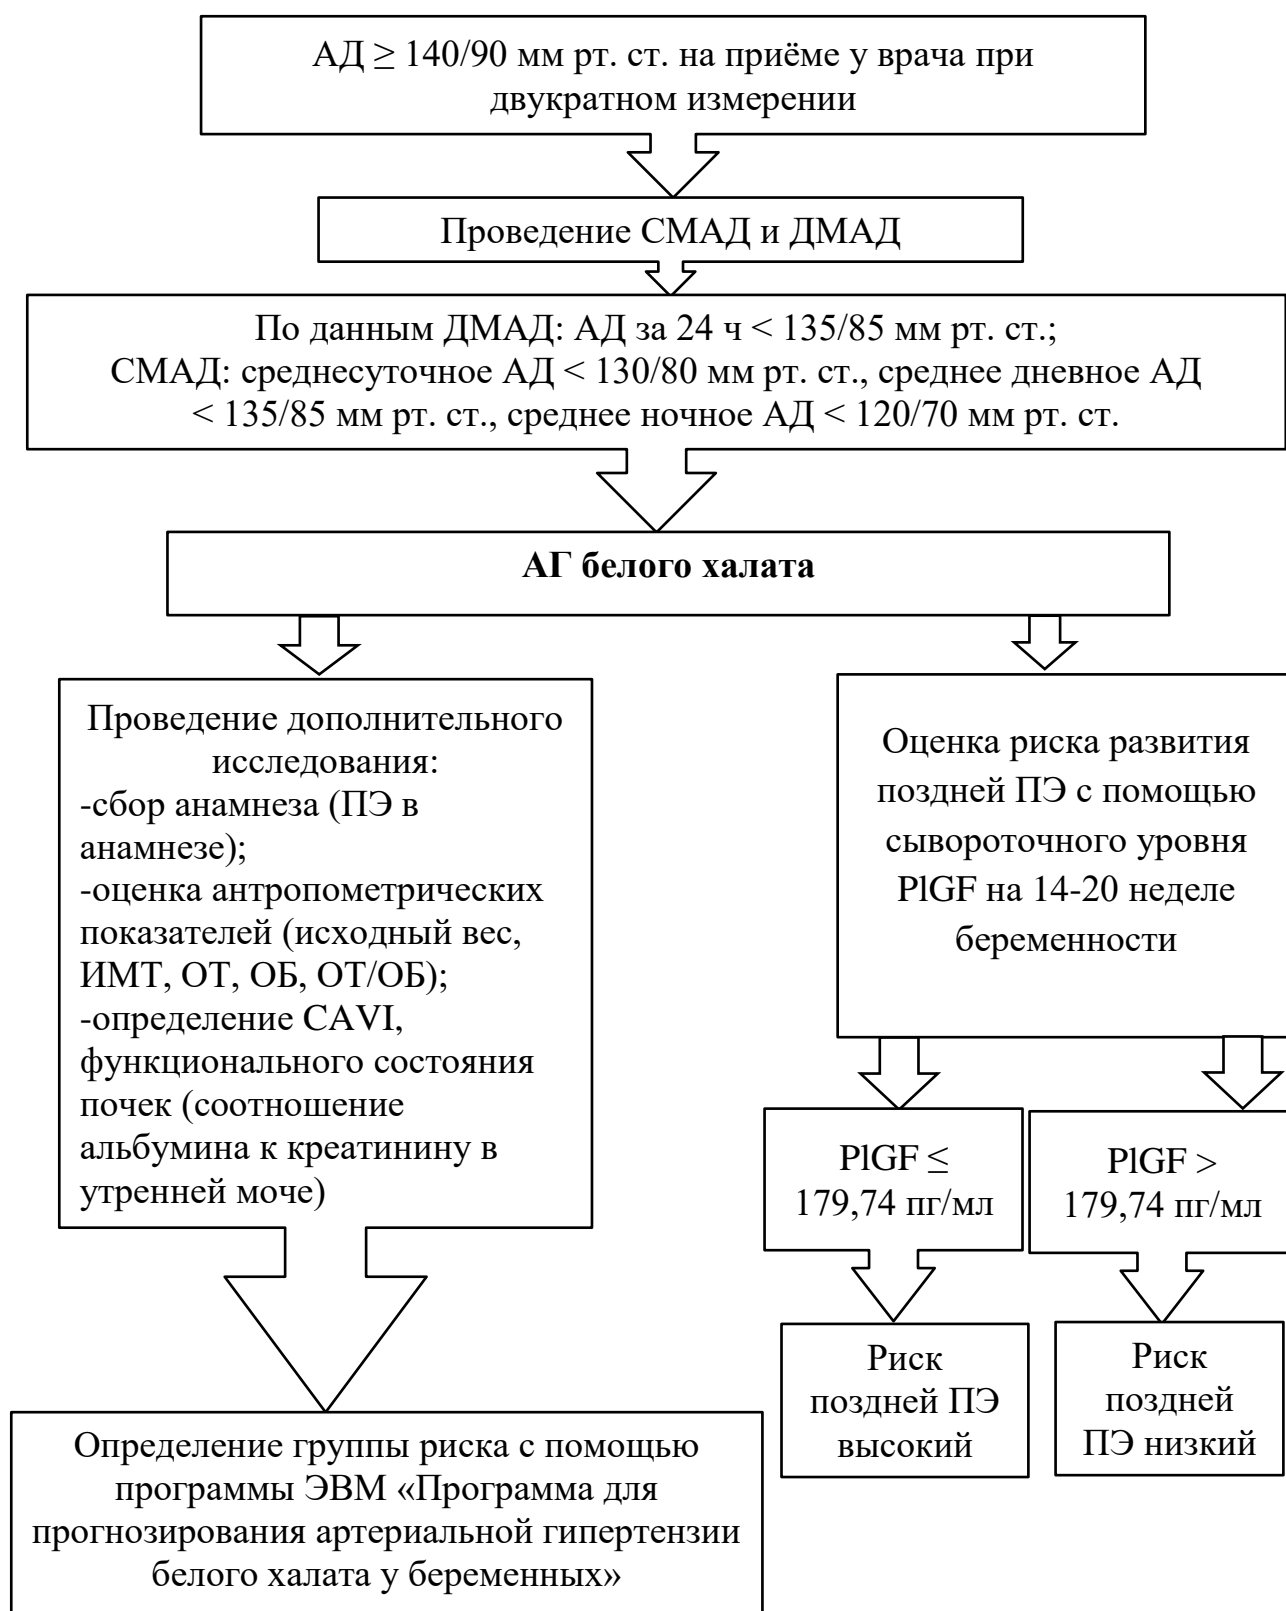 АД ≥ 140/90 мм рт. ст. на приёме у врача при
двукратном измерении
Проведение СМАД и ДМАД
По данным ДМАД: АД за 24 ч < 135/85 мм рт. ст.;
СМАД: среднесуточное АД < 130/80 мм рт. ст., среднее дневное АД
< 135/85 мм рт. ст., среднее ночное АД < 120/70 мм рт. ст.
АГ белого халата
Проведение дополнительного
исследования:
-сбор анамнеза (ПЭ в
анамнезе);
-оценка антропометрических
показателей (исходный вес,
ИМТ, ОТ, ОБ, ОТ/ОБ);
-определение CAVI,
функционального состояния
почек (соотношение
альбумина к креатинину в
утренней моче)
Определение группы риска с помощью
программы ЭВМ «Программа для
прогнозирования артериальной гипертензии
белого халата у беременных»
Оценка риска развития
поздней ПЭ с помощью
сывороточного уровня
PlGF на 14-20 неделе
беременности
PlGF ≤
179,74 пг/мл
PlGF >
179,74 пг/мл
Риск
поздней ПЭ
высокий
Риск
поздней
ПЭ низкий